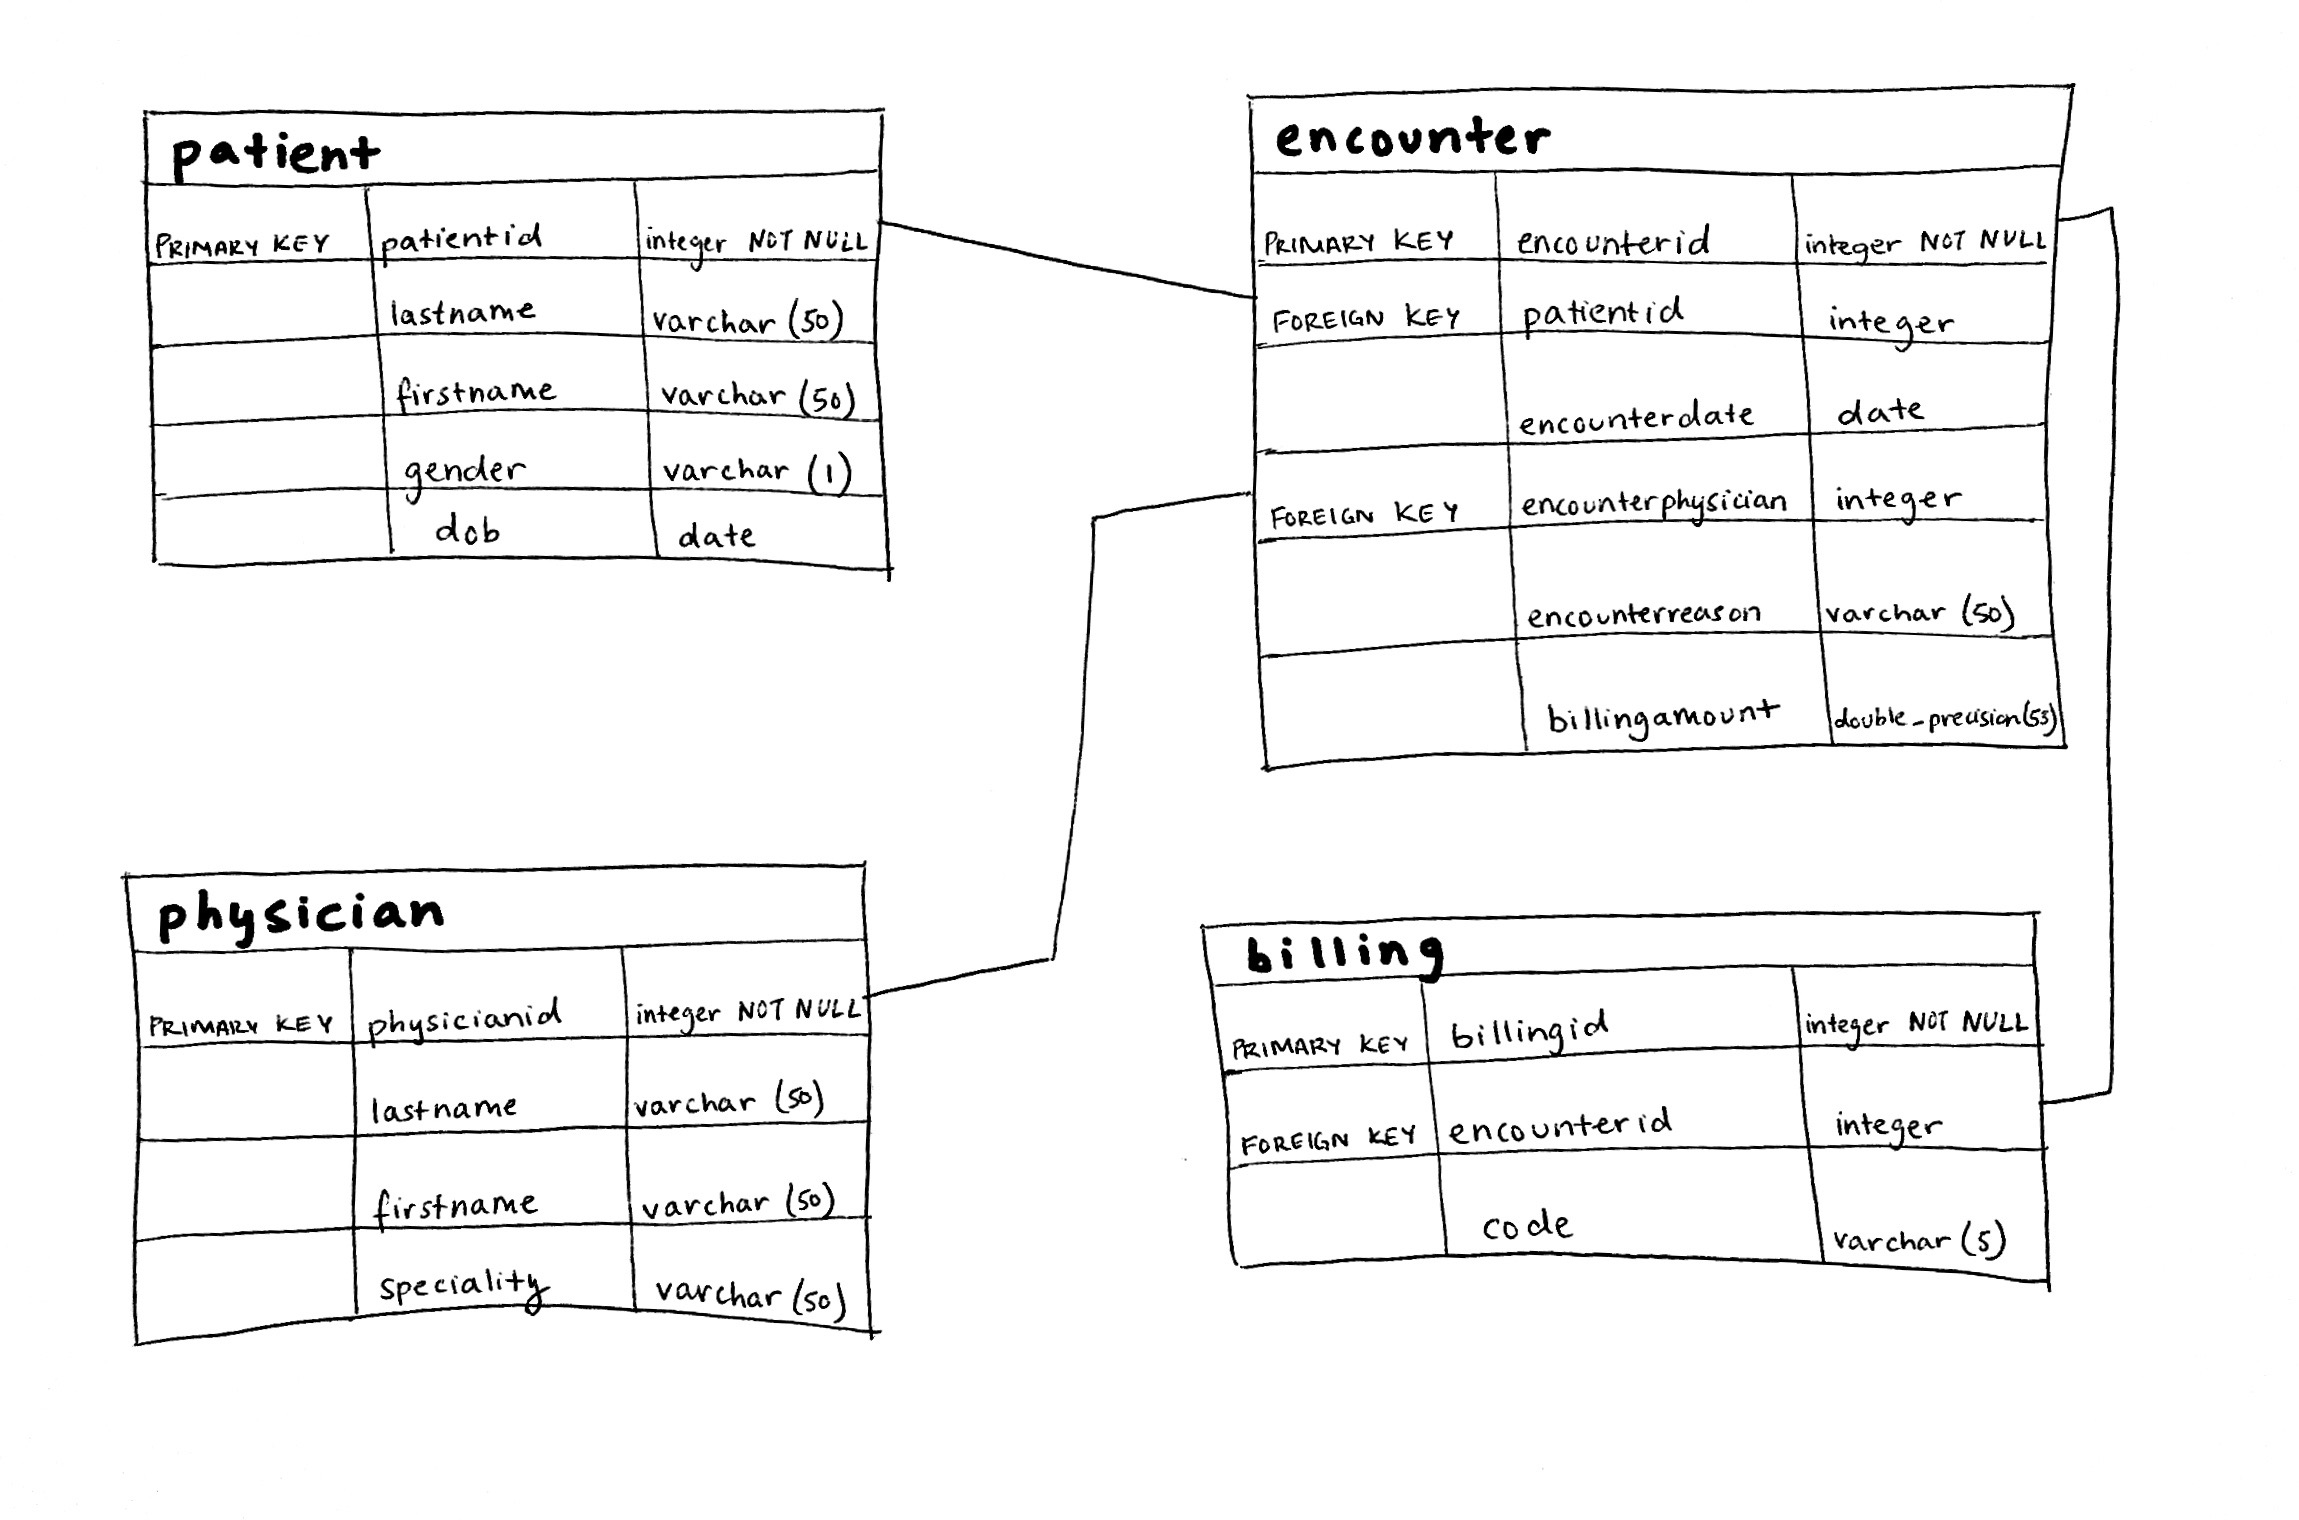 patient
PRIMARY KEY patientid integer NOT NULL
lastname varchar (50)
firstname varchar (50)
gender varchar (1)
dob date
encounter
PRIMARY KEY encounterid integer NOT NULL
FOREIGN KEY patientid integer
encounterdate date
FOREIGN KEY encounterphysician integer
encounterreason varchar (50)
billingamount double_precision(53)
physician
PRIMARY KEY physicianid integer NOT NULL
lastname varchar (50)
firstname varchar (50)
speciality varchar (50)
billing
PRIMARY KEY billingid integer NOT NULL
FOREIGN KEY encounterid integer
code varchar (5)